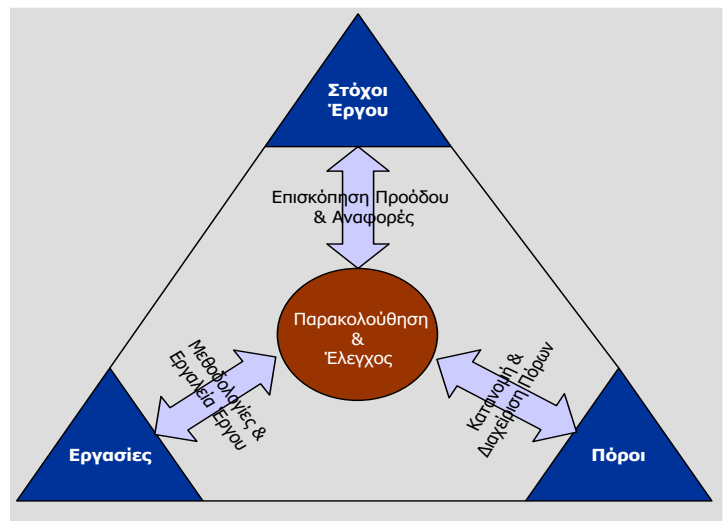 Στόχοι
Έργου
Επισκόπηση Προόδου
& Αναφορές
Παρακολούθηση
&
Έλεγχος
Μεθοδολογίες &
Εργαλεία Έργου
Κατανομή &
Διαχείριση Πόρων
Εργασίες
Πόροι